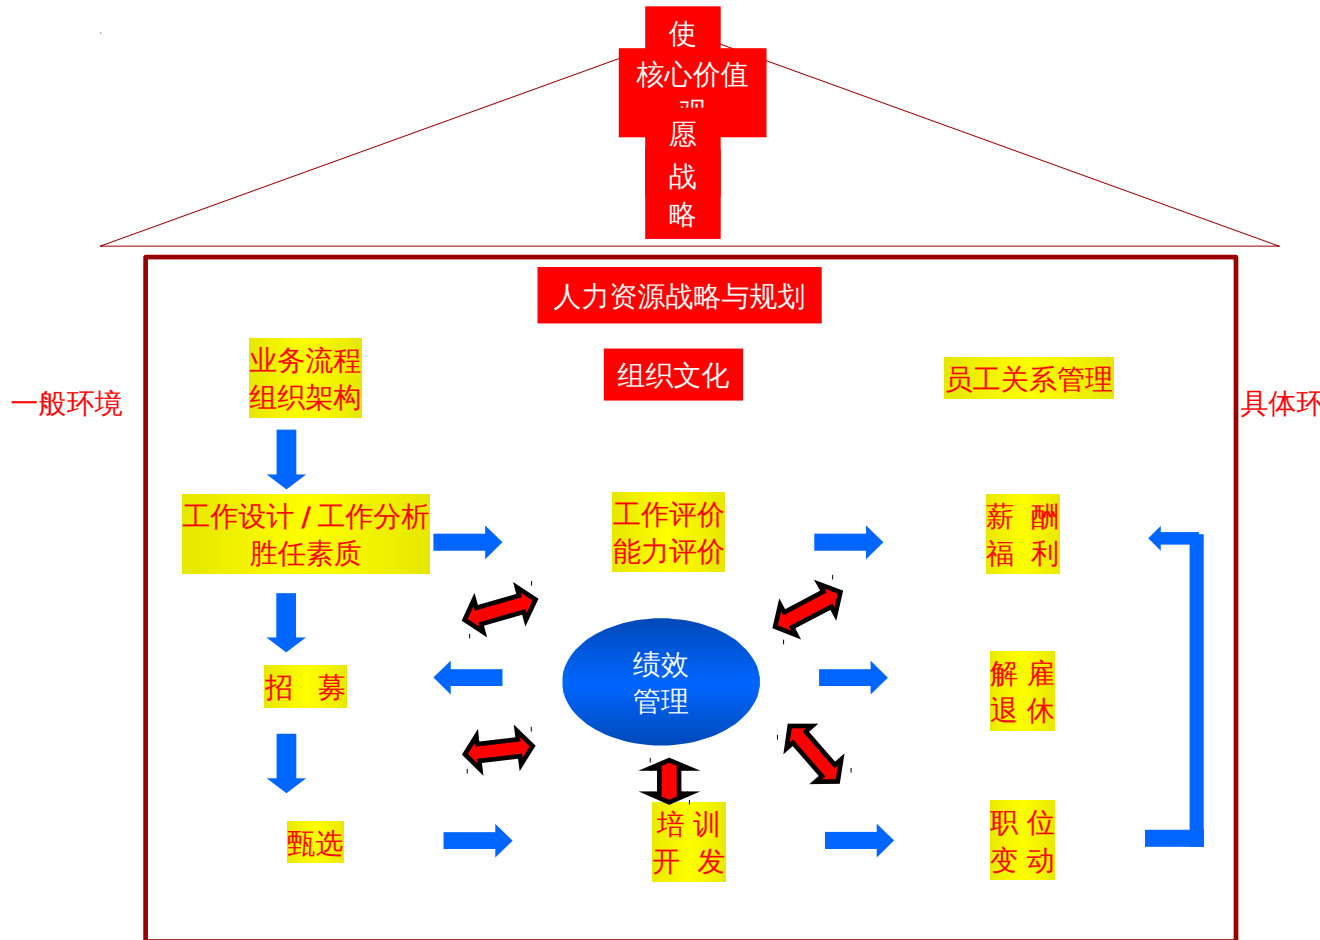 使
核心价值
观
愿
战
略
人力资源战略与规划
业务流程
组织架构
组织文化
员工关系管理
一般环境
具体环
工作设计 / 工作分析
胜任素质
工作评价
能力评价
薪 酬
福 利
绩效
管理
招 募
解 雇
退 休
甄选
培 训
开 发
职 位
变 动